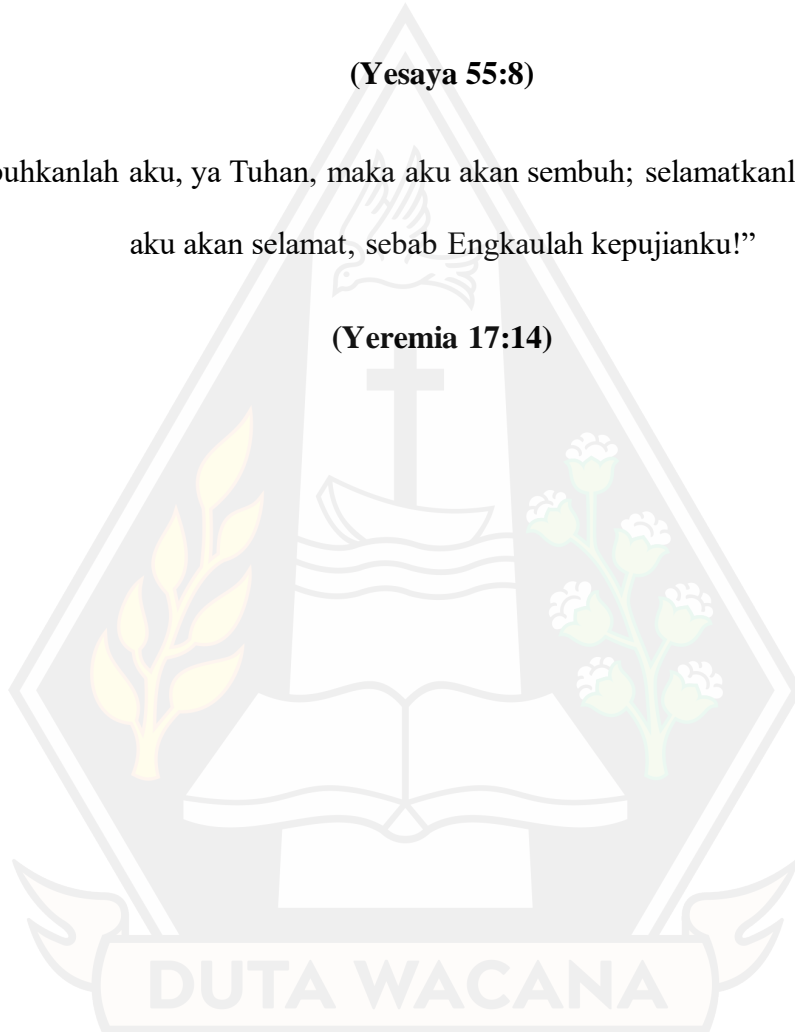 (Yesaya 55:8)
buhkanlah aku, ya Tuhan, maka aku akan sembuh; selamatkanl
aku akan selamat, sebab Engkaulah kepujianku!”
(Yeremia 17:14)
DUTA WACANA